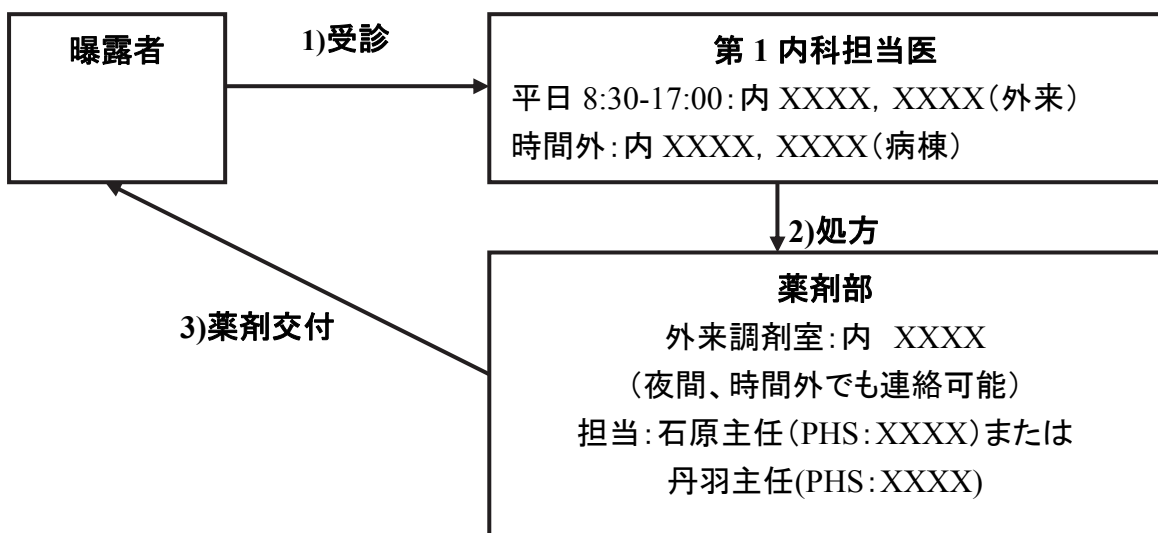 曝露者
1)受診
第 1 内科担当医
平日 8:30-17:00：内 XXXX，XXXX（外来）
時間外：内 XXXX，XXXX（病棟）
2)処方
薬剤部
外来調剤室：内　XXXX
（夜間、時間外でも連絡可能）
担当：石原主任（PHS：XXXX）または
丹羽主任(PHS：XXXX)
3)薬剤交付